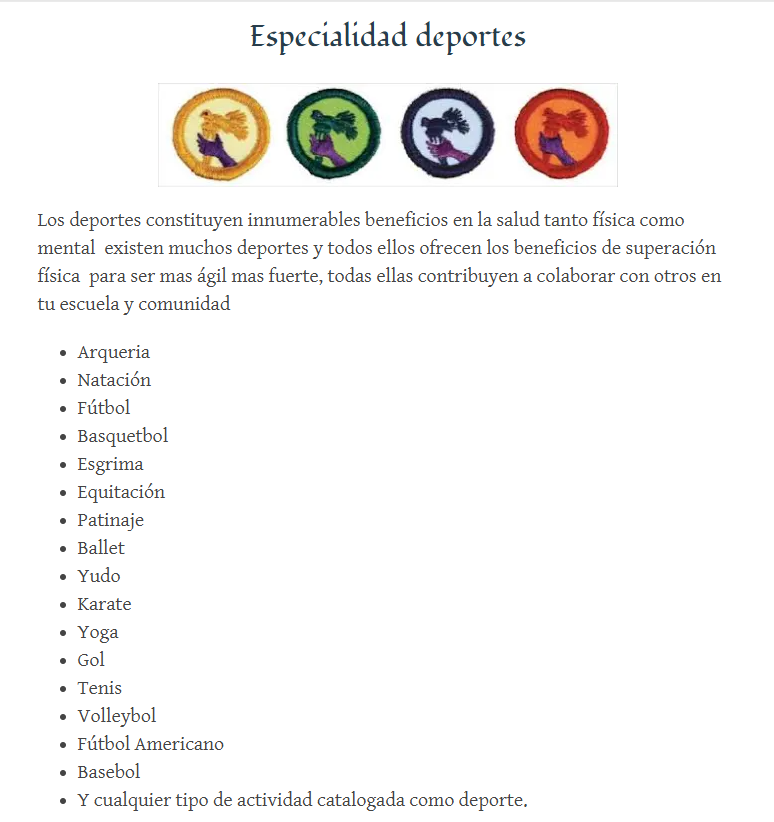 Especialidad deportes
Los deportes constituyen innumerables beneficios en la salud tanto física como
mental  existen muchos deportes y todos ellos ofrecen los beneficios de superación
física  para ser mas ágil mas fuerte, todas ellas contribuyen a colaborar con otros en
tu escuela y comunidad
• Arqueria
• Natación
• Fútbol
• Basquetbol
• Esgrima
• Equitación
• Patinaje
• Ballet
• Yudo
• Karate
• Yoga
• Gol
• Tenis
• Volleybol
• Fútbol Americano
• Basebol
• Y cualquier tipo de actividad catalogada como deporte.